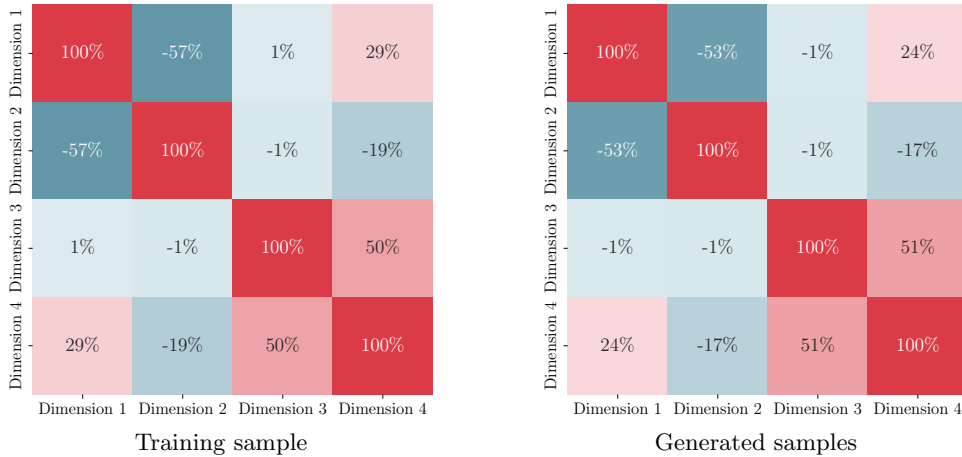 Dimension 1 100% -57% 1% 29%
Dimension 2 -57% 100% -1% -19%
Dimension 3 1% -1% 100% 50%
Dimension 4 29% -19% 50% 100%
Dimension 1 Dimension 2 Dimension 3 Dimension 4
Training sample
Dimension 1 100% -53% -1% 24%
Dimension 2 -53% 100% -1% -17%
Dimension 3 -1% -1% 100% 51%
Dimension 4 24% -17% 51% 100%
Dimension 1 Dimension 2 Dimension 3 Dimension 4
Generated samples